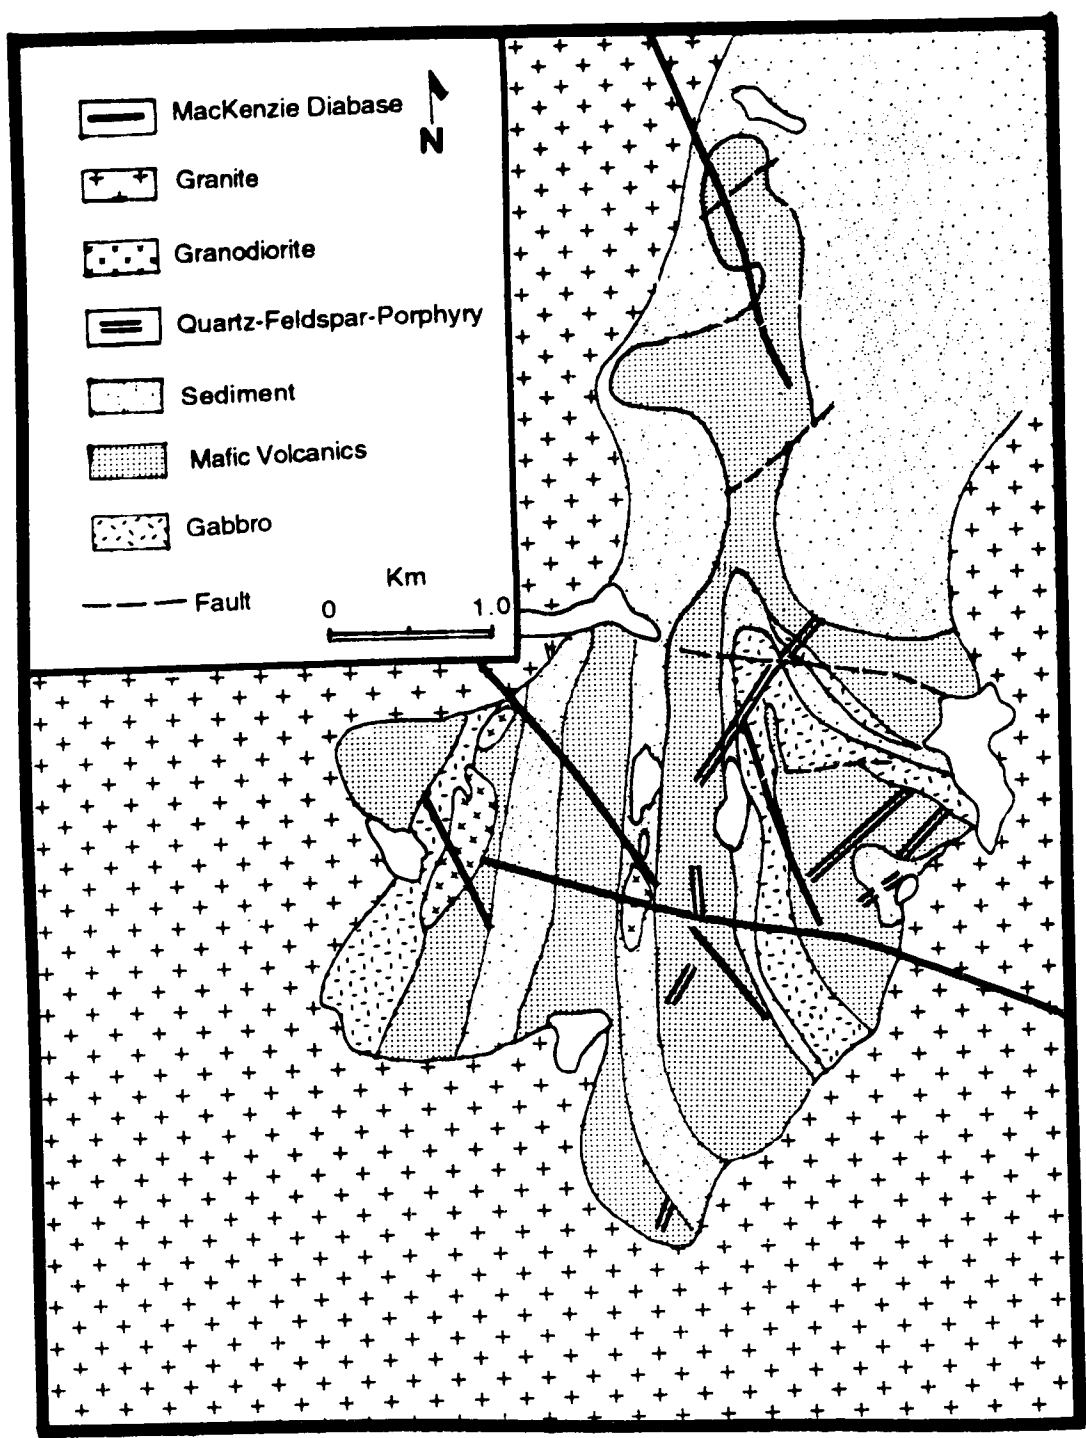 MacKenzie Diabase
N
Granite
Granodiorite
Quartz-Feldspar-Porphyry
Sediment
Mafic Volcanics
Gabbro
Km
0 1.0
Fault